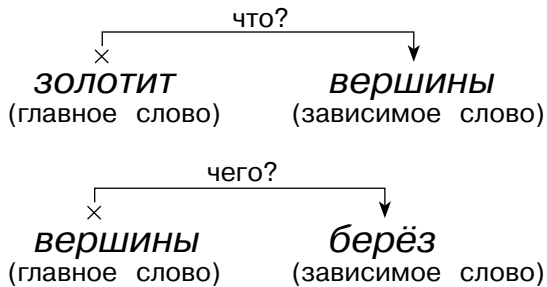 что?
золотит вершины
(главное слово) (зависимое слово)
чего?
вершины берёз
(главное слово) (зависимое слово)